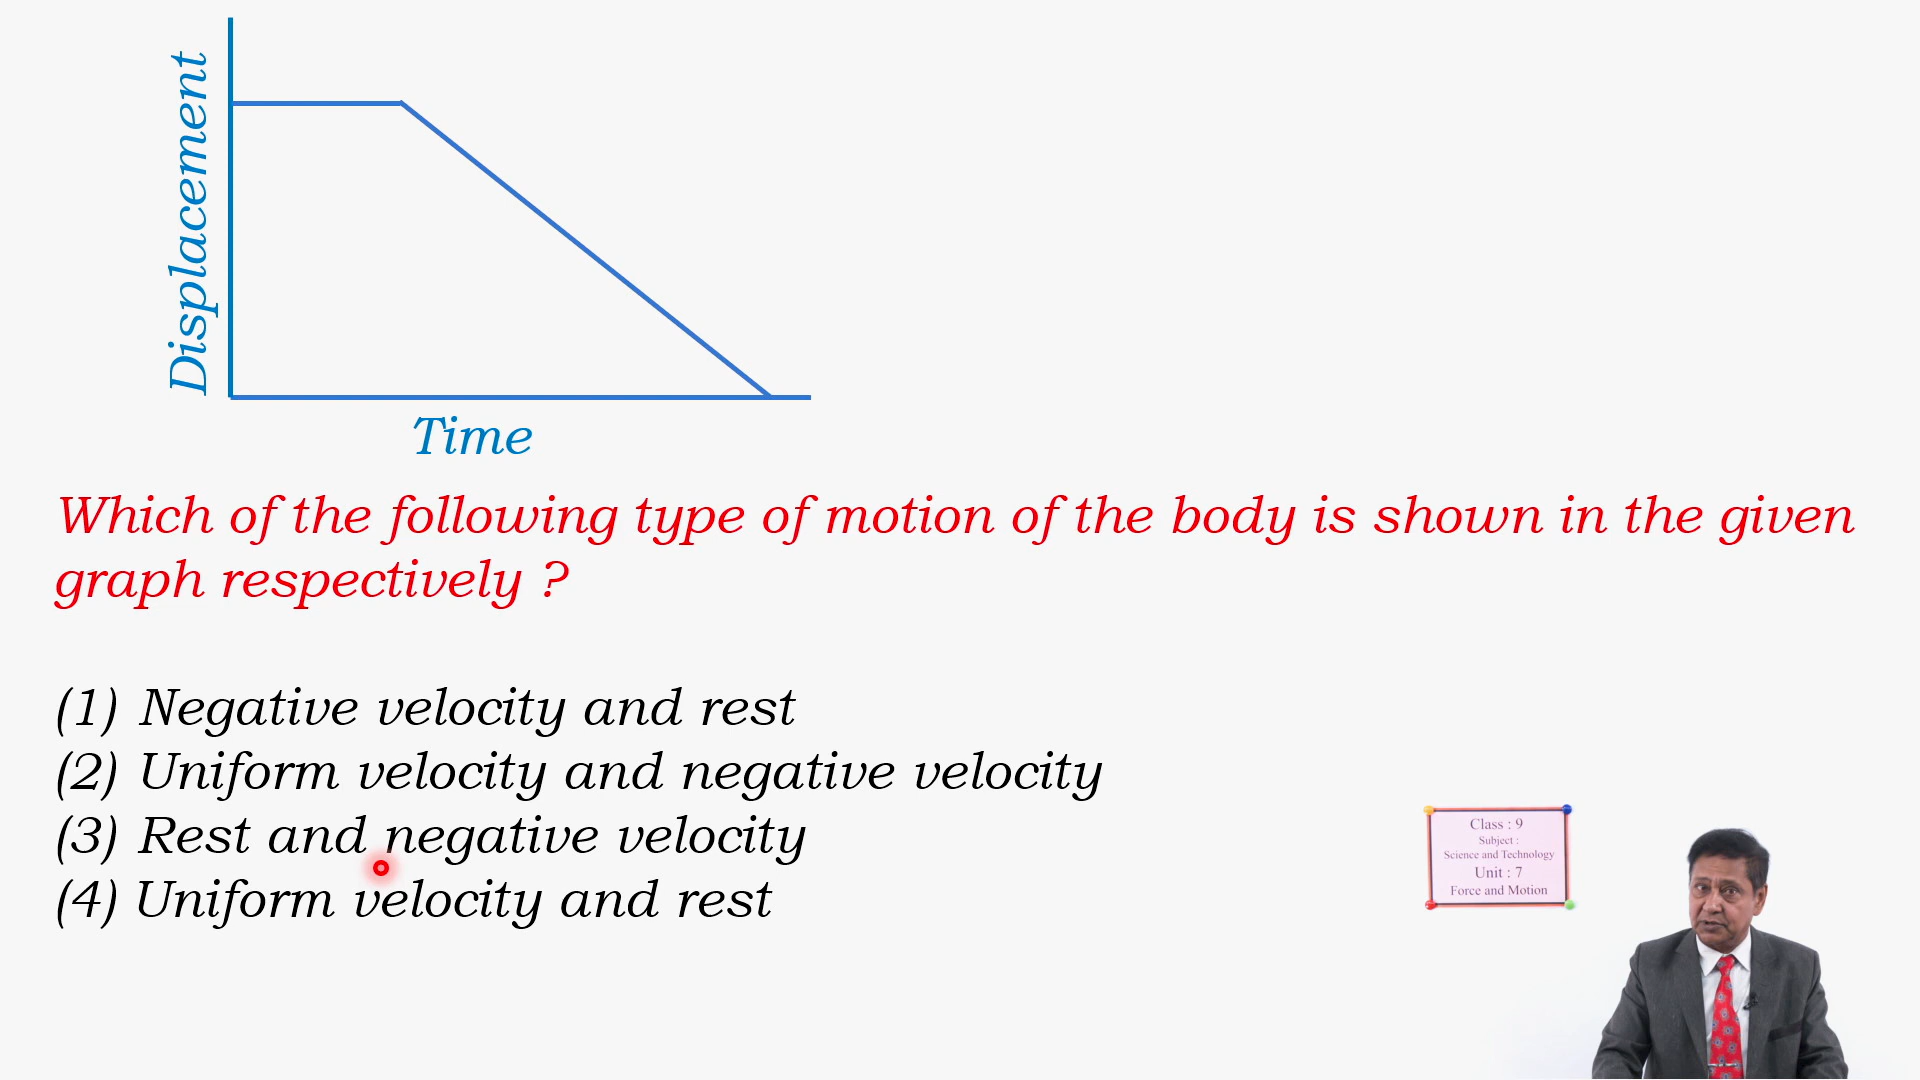 Displacement
Time
Which of the following type of motion of the body is shown in the given
graph respectively ?
(1) Negative velocity and rest
(2) Uniform velocity and negative velocity
(3) Rest and negative velocity
(4) Uniform velocity and rest
Class : 9
Subject :
Science and Technology
Unit : 7
Force and Motion